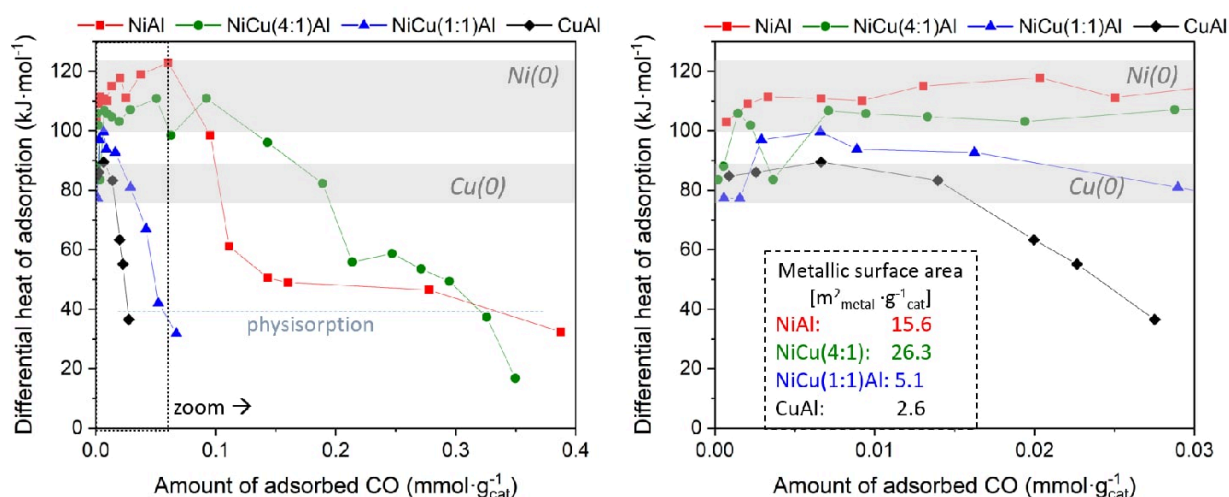 NiAl NiCu(4:1)Al NiCu(1:1)Al CuAl
Differential heat of adsorption (kJ·mol⁻¹)
120
100
80
60
40
20
0
Ni(0)
Cu(0)
physisorption
zoom →
0.0 0.1 0.2 0.3 0.4
Amount of adsorbed CO (mmol·g⁻¹cat)
NiAl NiCu(4:1)Al NiCu(1:1)Al CuAl
Differential heat of adsorption (kJ·mol⁻¹)
120
100
80
60
40
20
0
Ni(0)
Cu(0)
Metallic surface area
[m²metal ·g⁻¹cat]
NiAl: 15.6
NiCu(4:1): 26.3
NiCu(1:1)Al: 5.1
CuAl: 2.6
0.00 0.01 0.02 0.03
Amount of adsorbed CO (mmol·g⁻¹cat)